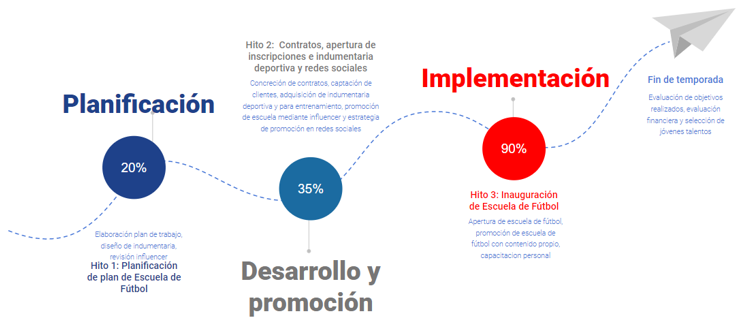 Planificación
20%
Elaboración plan de trabajo,
diseño de indumentaria,
revisión influencer
Hito 1: Planificación
de plan de Escuela de
Fútbol
Hito 2: Contratos, apertura de
inscripciones e indumentaria
deportiva y redes sociales
Concreción de contratos, captación de
clientes, adquisición de indumentaria
deportiva y para entrenamiento, promoción
de escuela mediante influencer y estrategia
de promoción en redes sociales
35%
Desarrollo y
promoción
Implementación
90%
Hito 3: Inauguración
de Escuela de Fútbol
Apertura de escuela de fútbol,
promoción de escuela de
fútbol con contenido propio,
capacitacion personal
Fin de temporada
Evaluación de objetivos
realizados, evaluación
financiera y selección de
jóvenes talentos